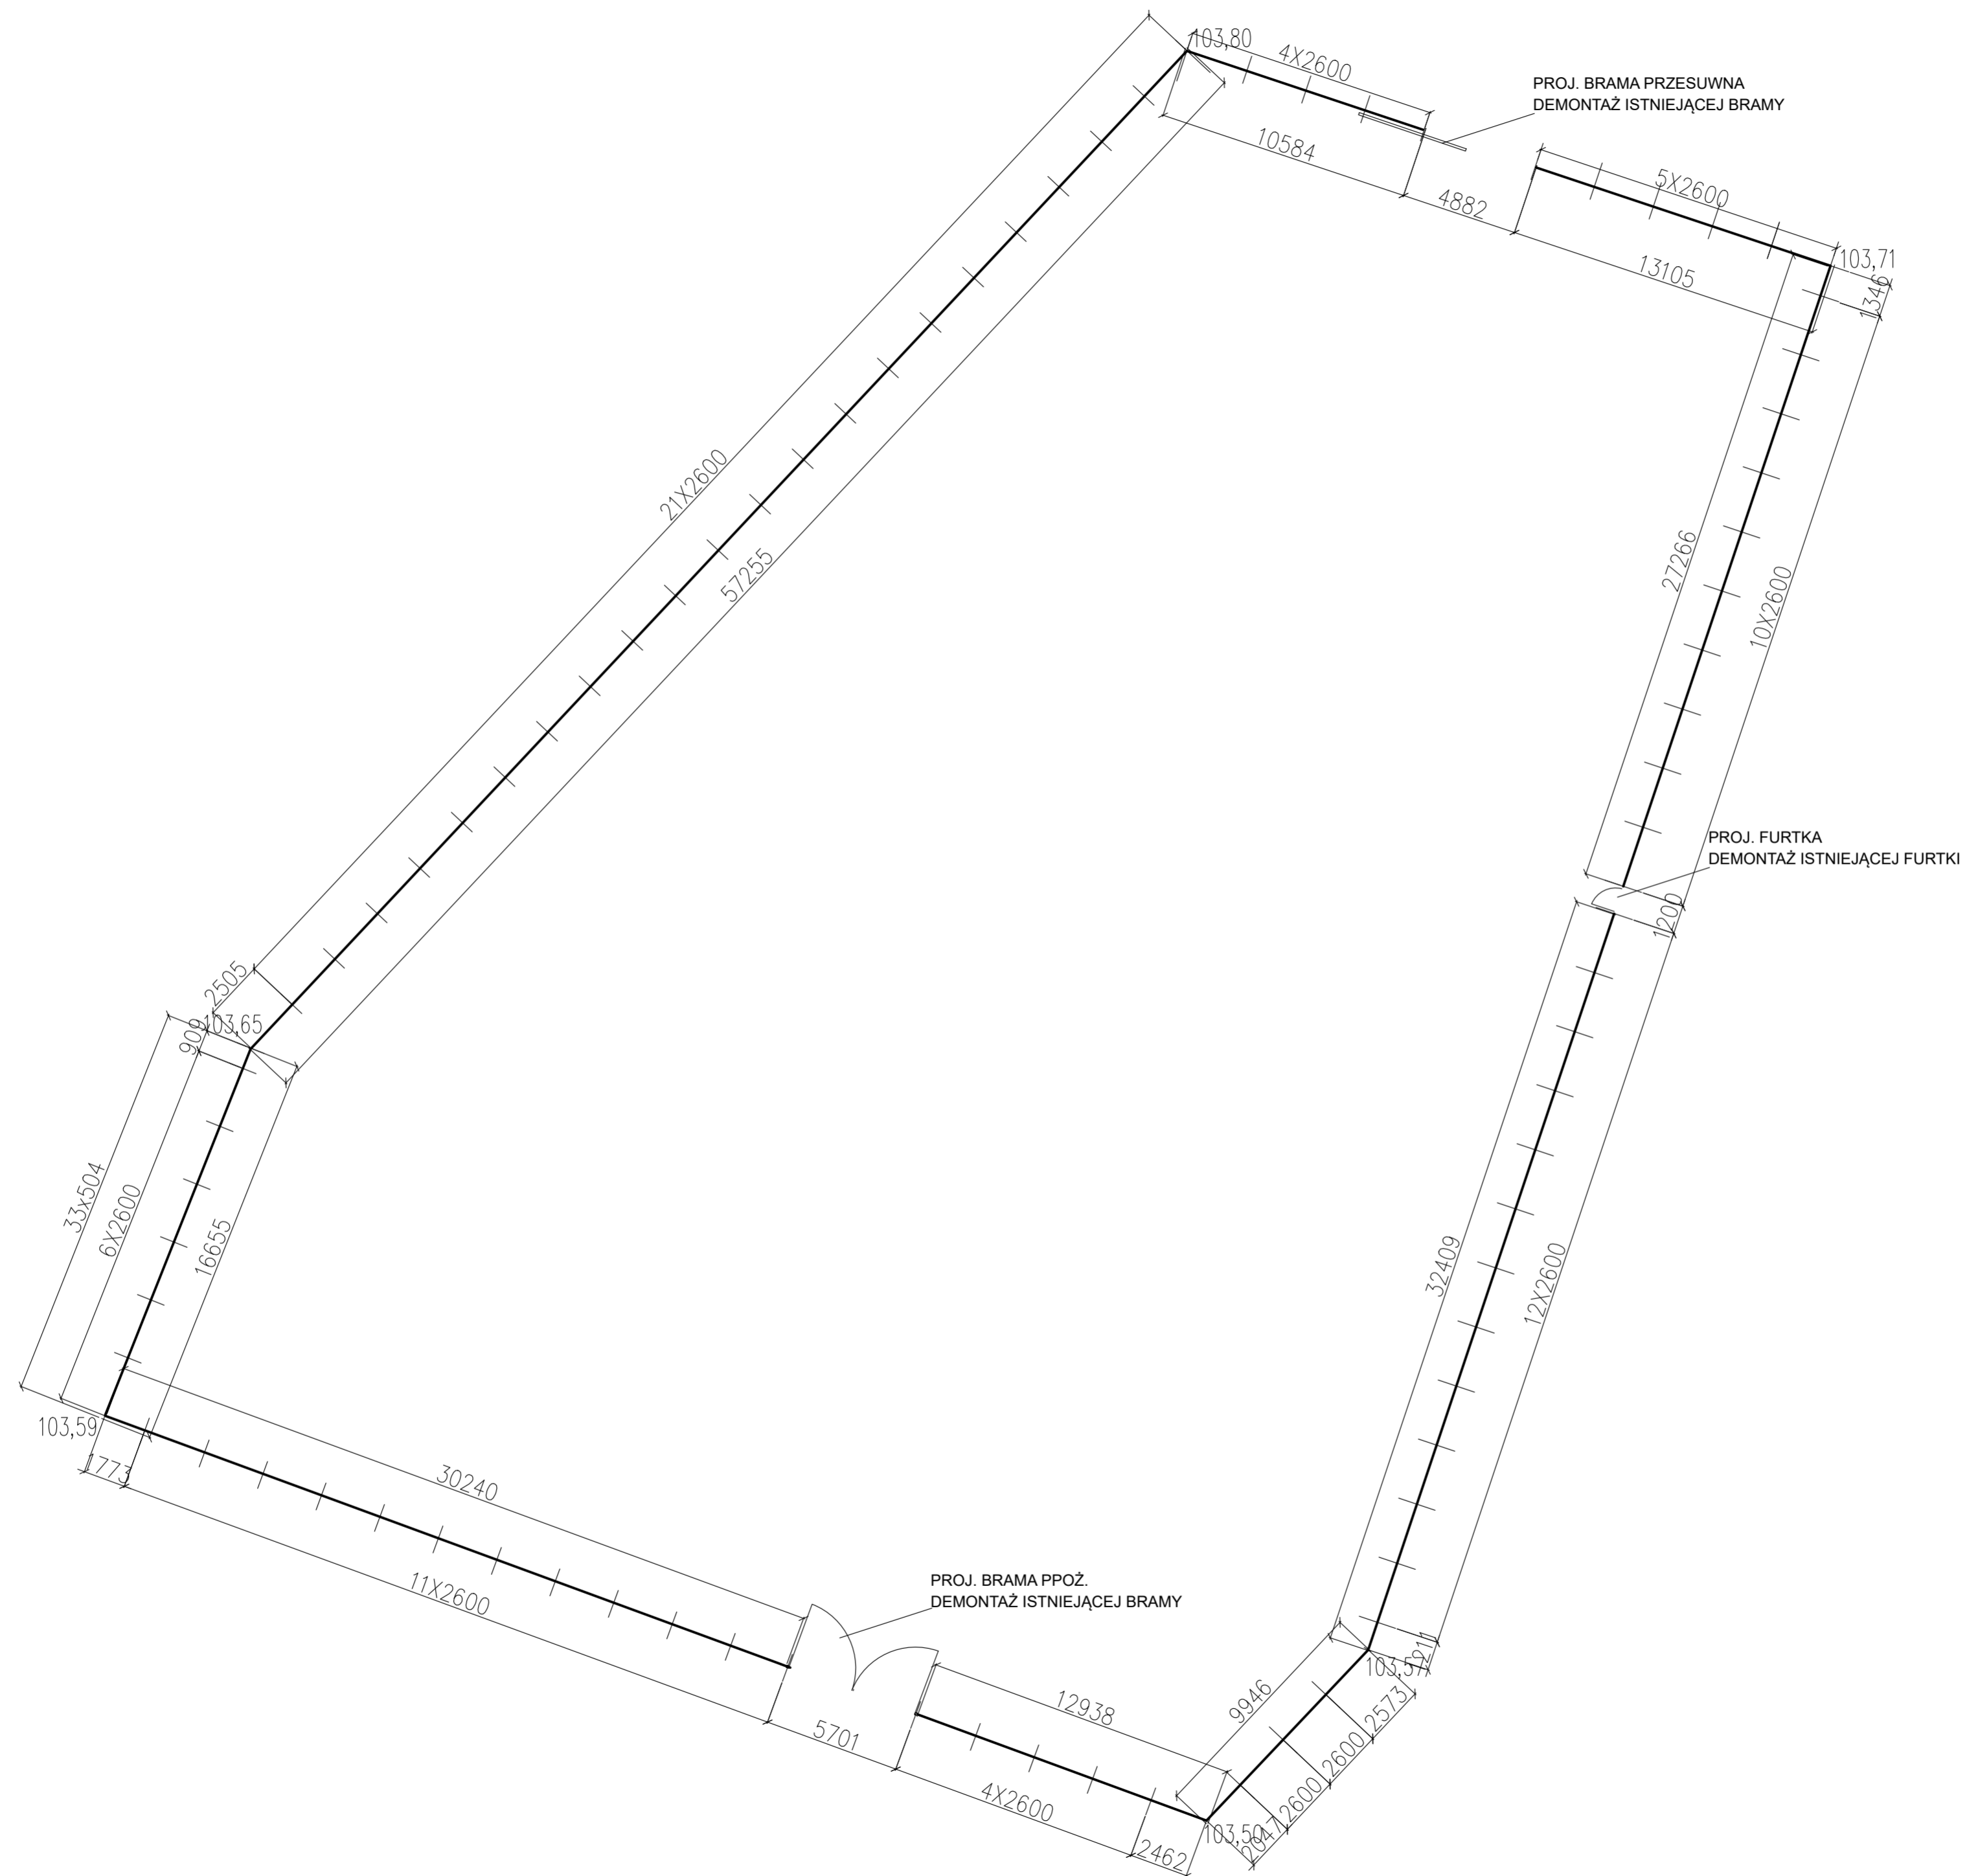 103,80
4X2600
PROJ. BRAMA PRZESUWNA
DEMONTAŻ ISTNIEJĄCEJ BRAMY
10584
4882
5X2600
13105
103,71
1346
21X2600
57255
27266
10X2600
PROJ. FURTKA
DEMONTAŻ ISTNIEJĄCEJ FURTKI
1200
2505
103,65
909
33x504
6X2600
16655
32409
12X2600
103,59
1773
30240
11X2600
PROJ. BRAMA PPOŻ.
DEMONTAŻ ISTNIEJĄCEJ BRAMY
103,57
9946
2573
12938
5701
2600
4X2600
2600
103,50
2047
2462